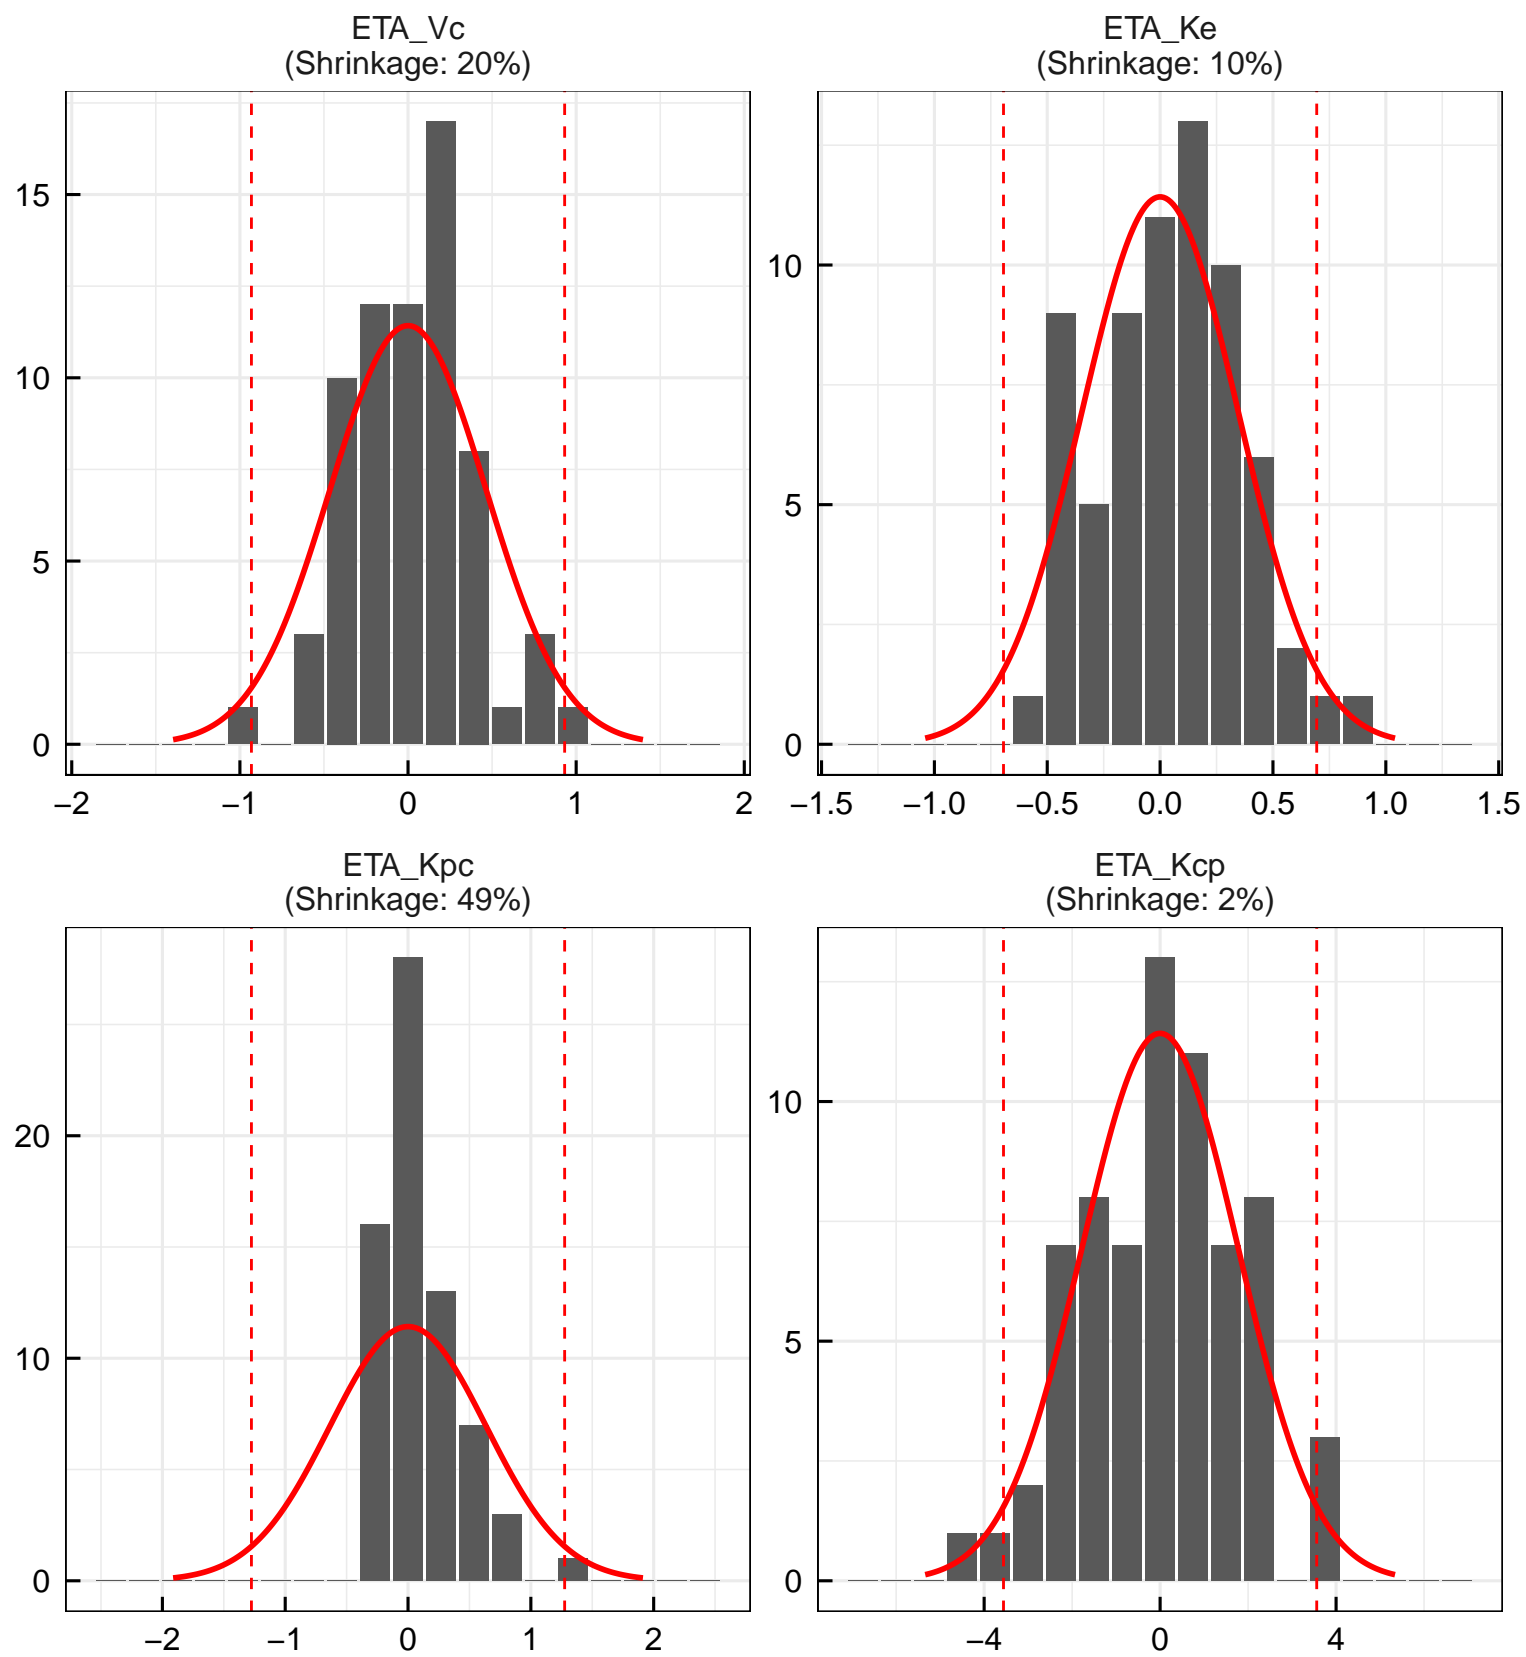 ETA_Vc
(Shrinkage: 20%)
15
10
5
0
−2 −1 0 1 2
ETA_Ke
(Shrinkage: 10%)
10
5
0
−1.5 −1.0 −0.5 0.0 0.5 1.0 1.5
ETA_Kpc
(Shrinkage: 49%)
20
10
0
−2 −1 0 1 2
ETA_Kcp
(Shrinkage: 2%)
10
5
0
−4 0 4